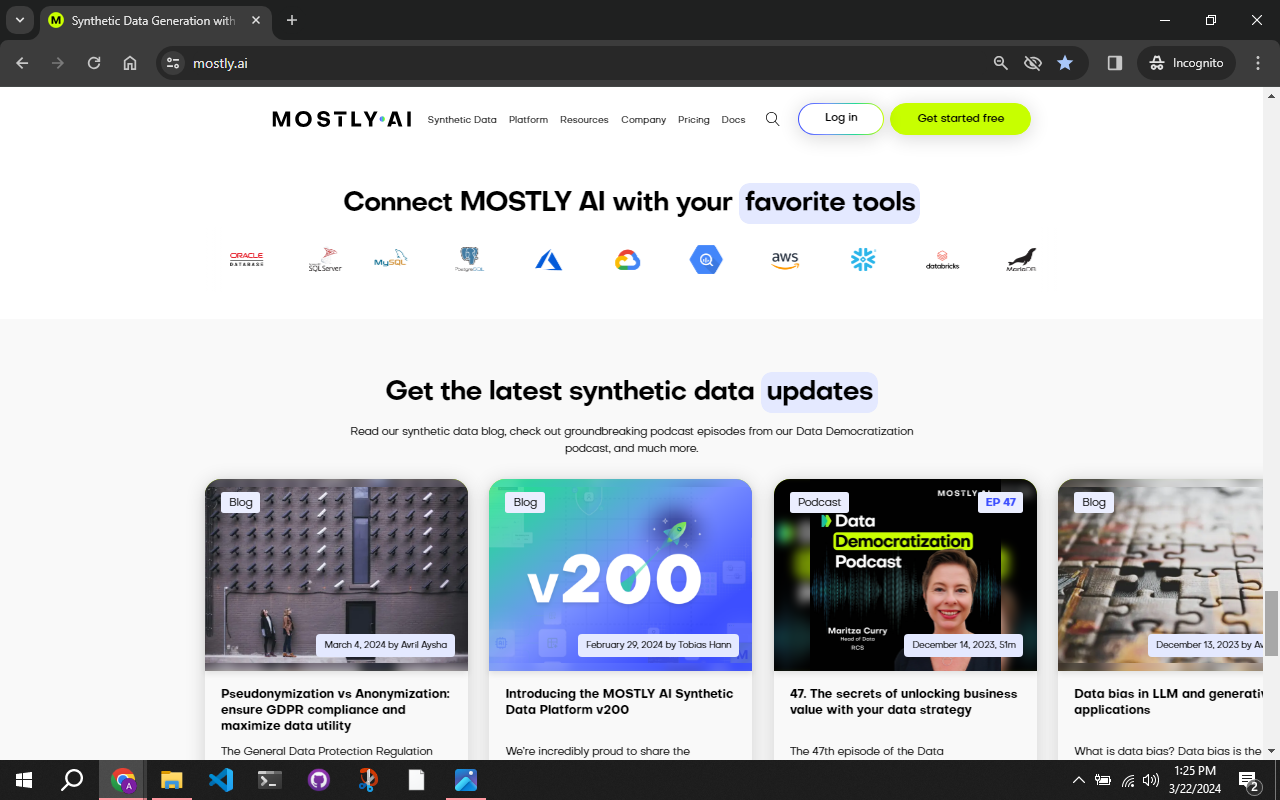 Synthetic Data Generation with
mostly.ai
Incognito
MOSTLY·AI
Synthetic Data
Platform
Resources
Company
Pricing
Docs
Log in
Get started free
Connect MOSTLY AI with your favorite tools
ORACLE
DATABASE
SQL Server
MySQL
PostgreSQL
aws
databricks
MariaDB
Get the latest synthetic data updates
Read our synthetic data blog, check out groundbreaking podcast episodes from our Data Democratization
podcast, and much more.
Blog
March 4, 2024 by Avril Aysha
Pseudonymization vs Anonymization:
ensure GDPR compliance and
maximize data utility
The General Data Protection Regulation
Blog
v200
February 29, 2024 by Tobias Hann
Introducing the MOSTLY AI Synthetic
Data Platform v200
We're incredibly proud to share the
Podcast
MOSTLY AI
EP 47
Data
Democratization
Podcast
Maritza Curry
Head of Data
RCS
December 14, 2023, 51m
47. The secrets of unlocking business
value with your data strategy
The 47th episode of the Data
Blog
December 13, 2023 by Av
Data bias in LLM and generativ
applications
What is data bias? Data bias is the
1:25 PM
3/22/2024
2